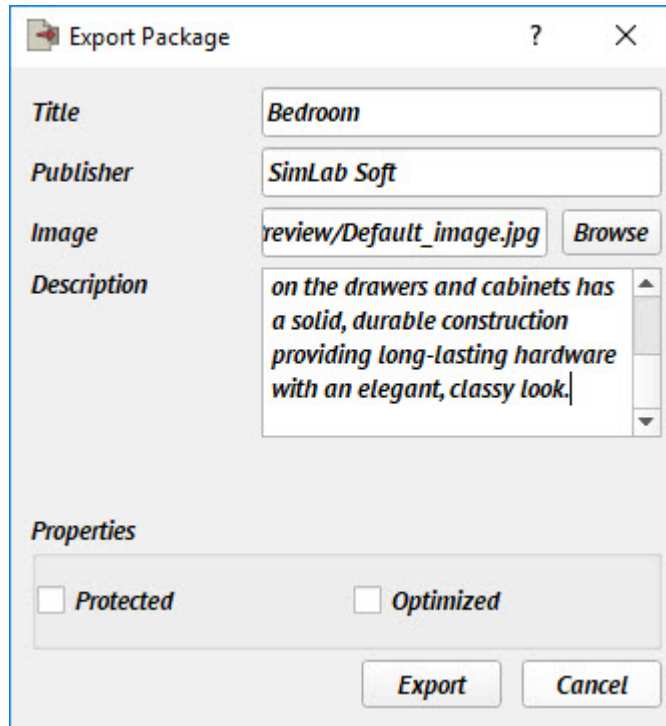 Export Package ?
Title Bedroom
Publisher SimLab Soft
Image review/Default_image.jpg Browse
Description on the drawers and cabinets has
a solid, durable construction
providing long-lasting hardware
with an elegant, classy look.
Properties
Protected Optimized
Export Cancel